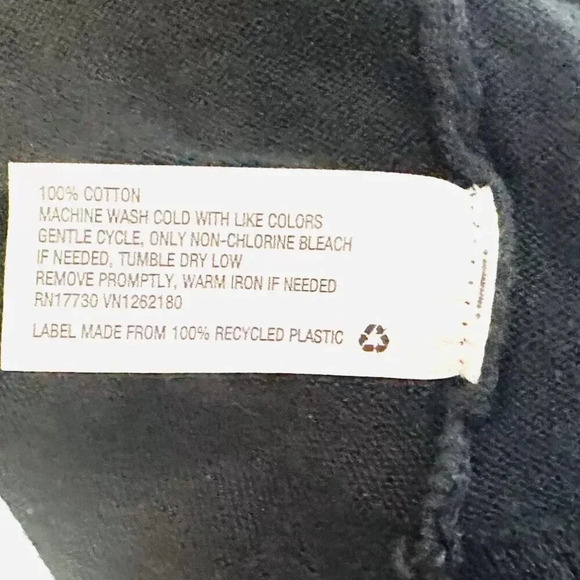 100% COTTON
MACHINE WASH COLD WITH LIKE COLORS
GENTLE CYCLE, ONLY NON-CHLORINE BLEACH
IF NEEDED, TUMBLE DRY LOW
REMOVE PROMPTLY, WARM IRON IF NEEDED
RN17730 VN1262180
LABEL MADE FROM 100% RECYCLED PLASTIC